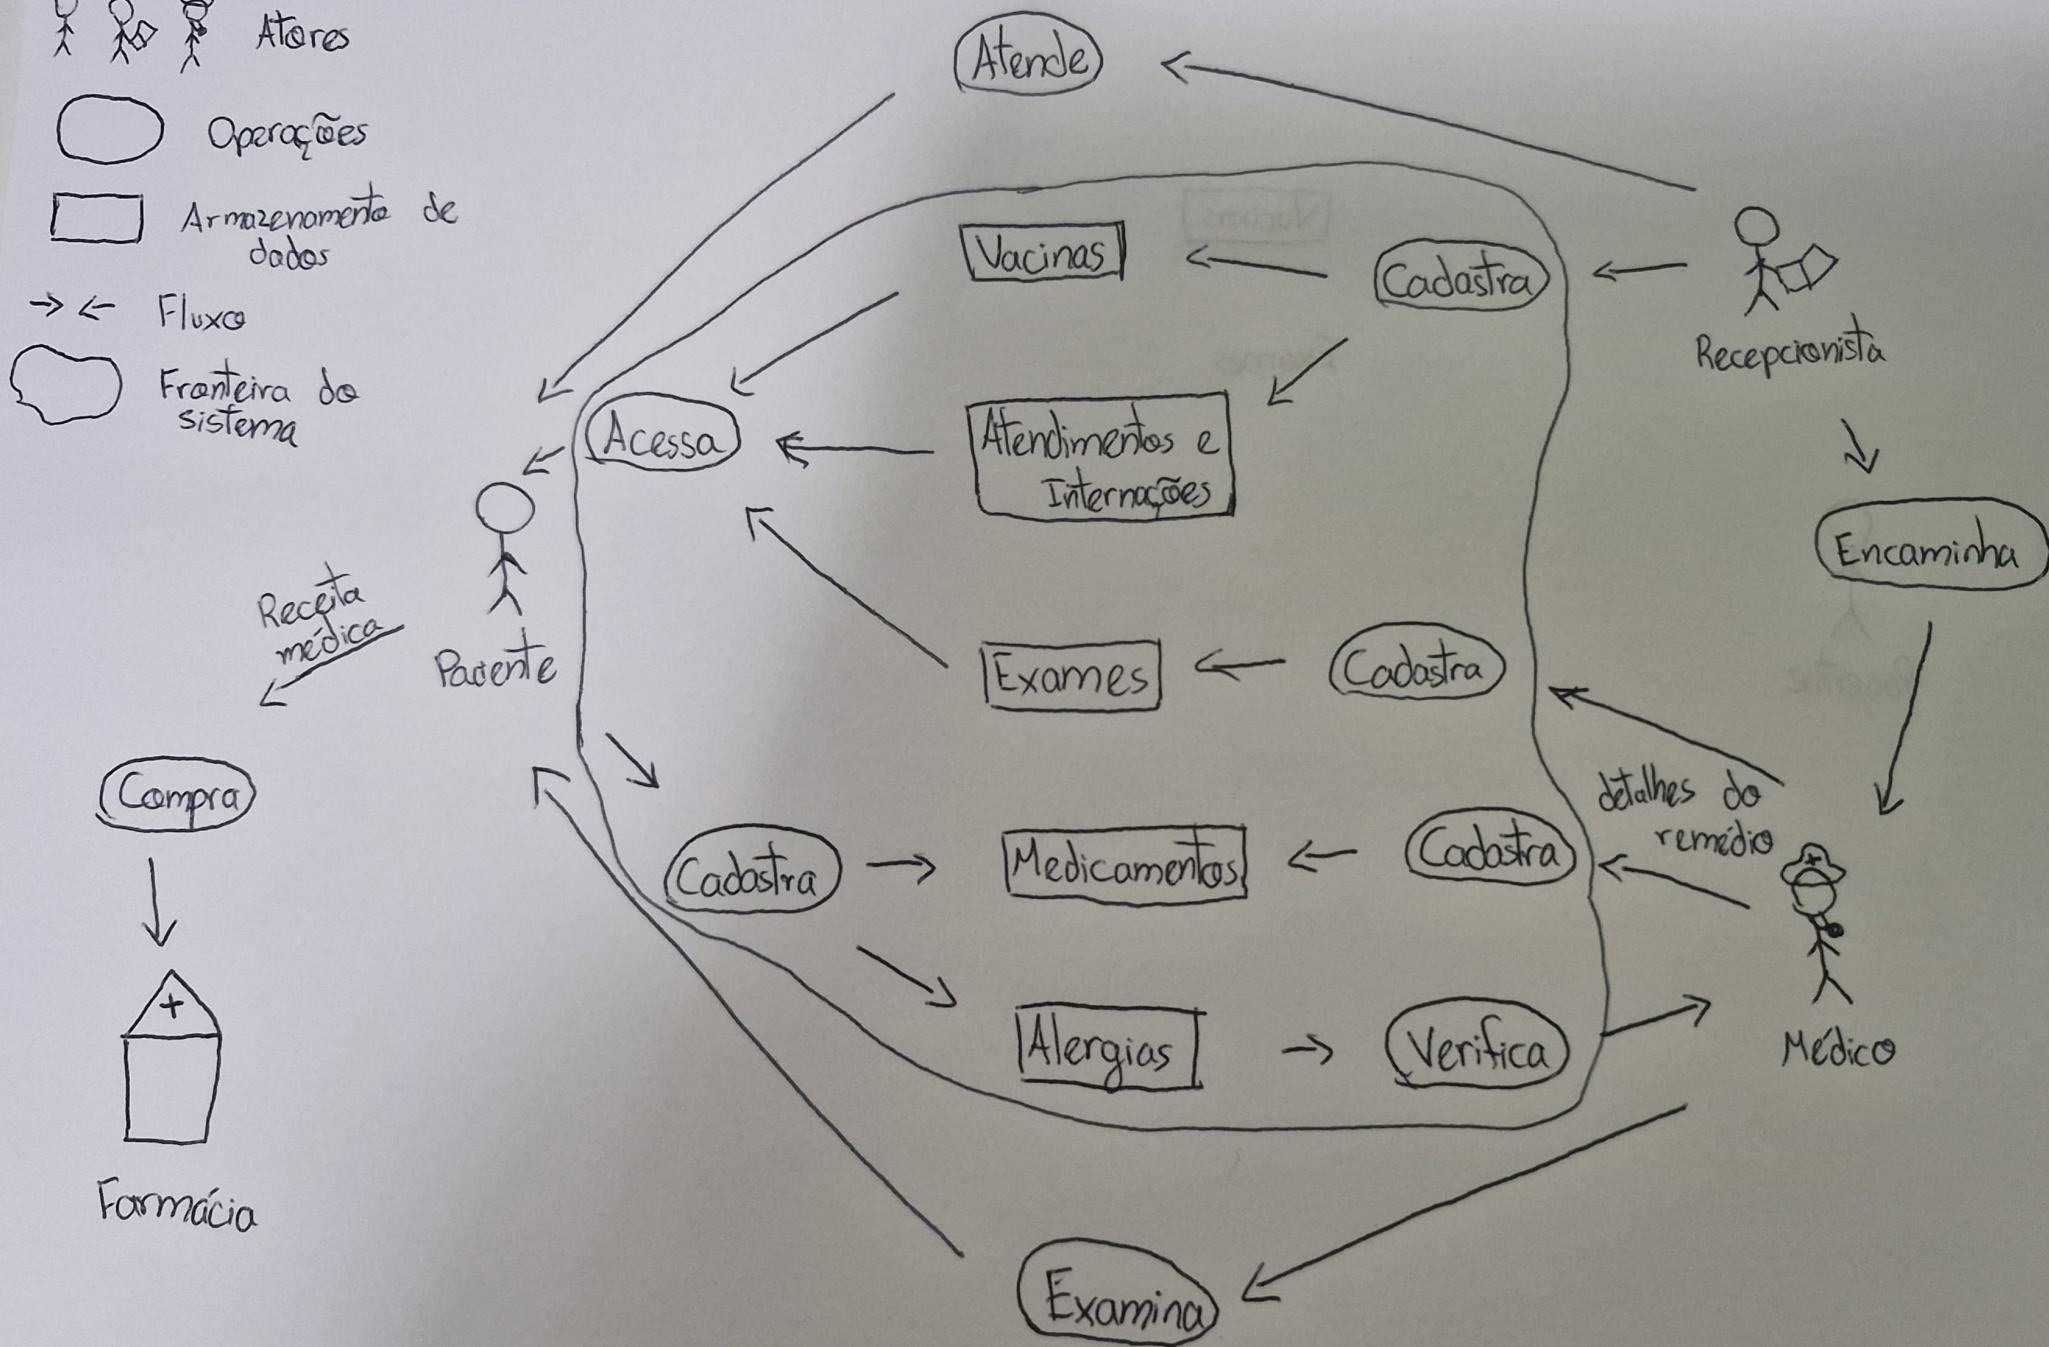 Atores
Operações
Armazenamento de
dados
Fluxo
Fronteira do
sistema
Atende
Vacinas
Cadastra
Recepcionista
Acessa
Atendimentos e
Internações
Encaminha
Receita
médica
Paciente
Exames
Cadastra
Compra
detalhes do
remédio
Cadastra
Medicamentos
Cadastra
Alergias
Verifica
Médico
Farmácia
Examina